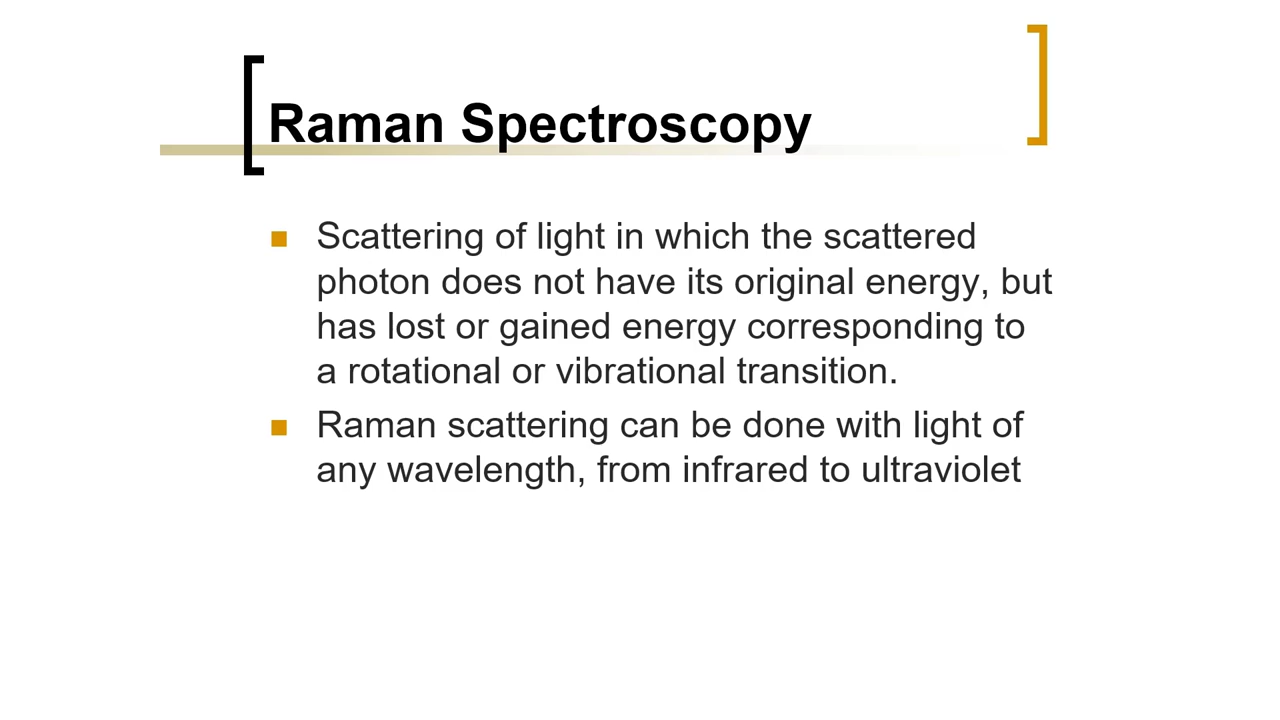 Raman Spectroscopy
Scattering of light in which the scattered
photon does not have its original energy, but
has lost or gained energy corresponding to
a rotational or vibrational transition.
Raman scattering can be done with light of
any wavelength, from infrared to ultraviolet